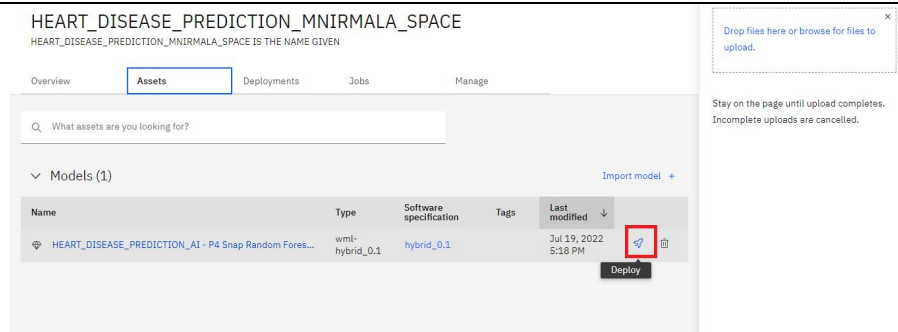 HEART_DISEASE_PREDICTION_MNIRMALA_SPACE
HEART_DISEASE_PREDICTION_MNIRMALA_SPACE IS THE NAME GIVEN
Overview Assets Deployments Jobs Manage
What assets are you looking for?
Models (1)
Import model +
Name Type Software specification Tags Last modified
HEART_DISEASE_PREDICTION_AI - P4 Snap Random Fores... wml-hybrid_0.1 hybrid_0.1 Jul 19, 2022 5:18 PM
Deploy
Drop files here or browse for files to
upload.
Stay on the page until upload completes.
Incomplete uploads are cancelled.